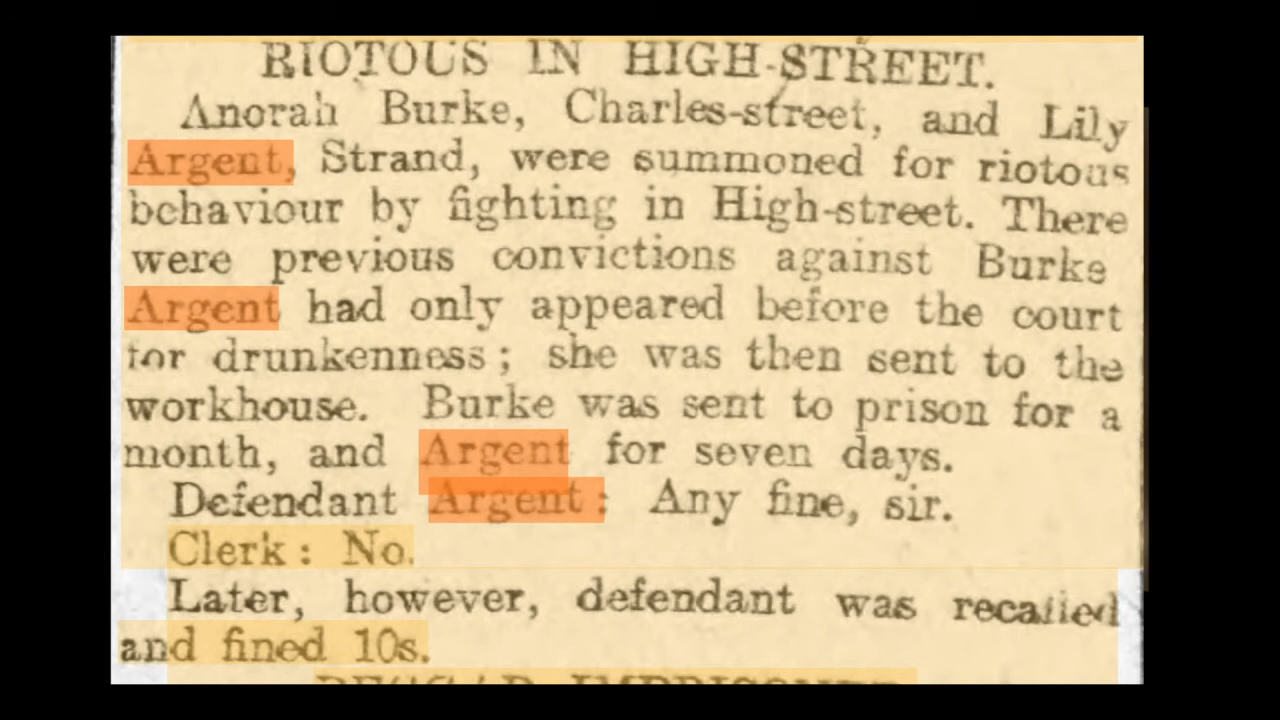 RIOTOUS IN HIGH-STREET.
Anorah Burke, Charles-street, and Lily
Argent, Strand, were summoned for riotous
behaviour by fighting in High-street. There
were previous convictions against Burke
Argent had only appeared before the court
for drunkenness; she was then sent to the
workhouse. Burke was sent to prison for a
month, and Argent for seven days.
Defendant Argent: Any fine, sir.
Clerk: No.
Later, however, defendant was recalled
and fined 10s.